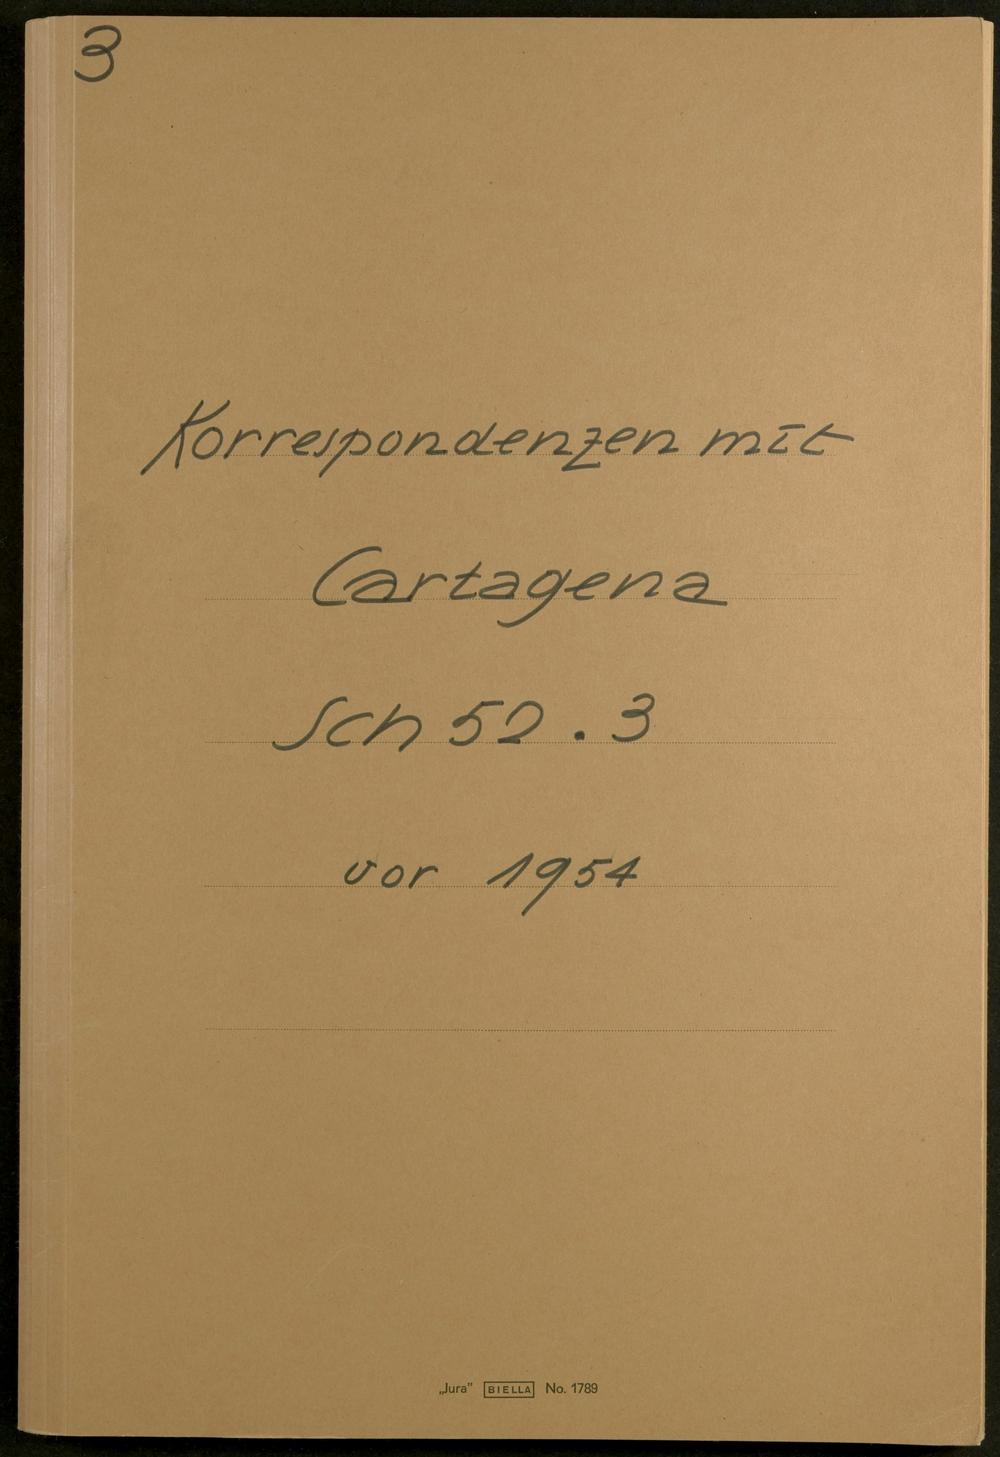 3
Korrespondenzen mit
Cartagena
Sch 52 . 3
vor 1954
„Jura" BIELLA No. 1789